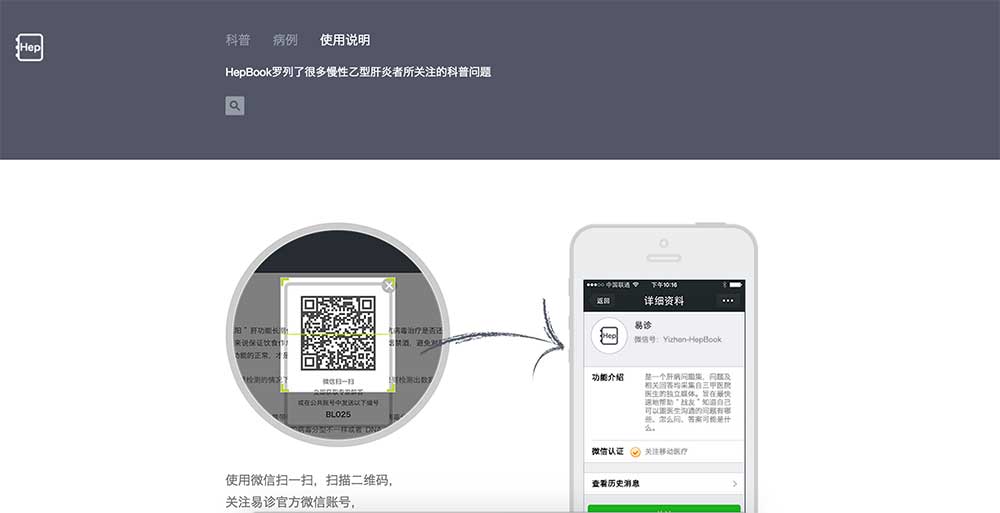 Hep
科普 病例 使用说明
HepBook罗列了很多慢性乙型肝炎者所关注的科普问题
微信扫一扫
或在公共账号中发送以下编号
BL025
使用微信扫一扫，扫描二维码，
关注易诊官方微信账号，
中国联通 下午10:16
返回 详细资料
Hep
易诊
微信号：Yizhen-HepBook
功能介绍
是一个肝病问题集，问题及
相关回答均采集自三甲医院
医生的独立媒体。旨在最快
速地帮助＂战友＂知道自己
可以跟医生沟通的问题有哪
些、怎么问、答案可能是什
么。
微信认证 关注移动医疗
查看历史消息